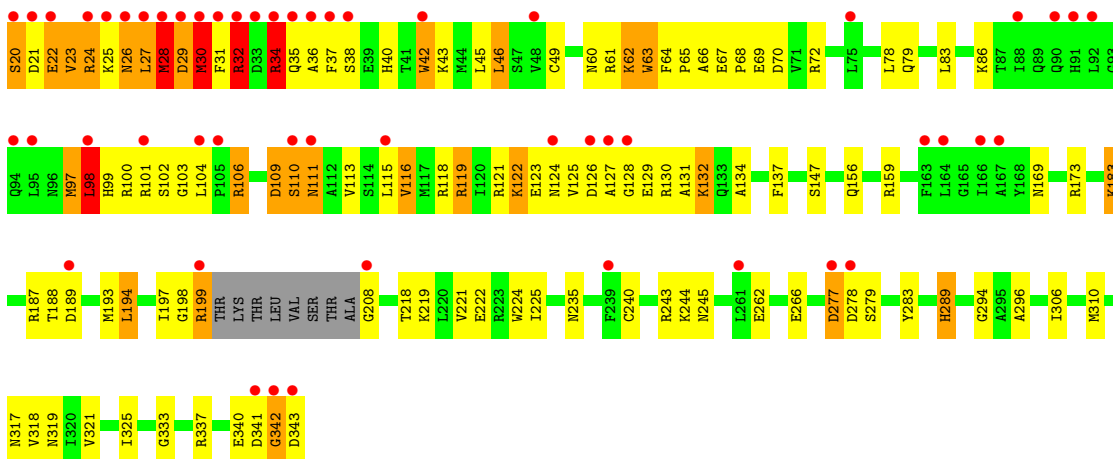 S20 D21 E22 V23 R24 K25 N26 L27 M28 D29 M30 F31 R32 D33 R34 Q35 A36 F37 S38 E39 H40 T41 W42 K43 M44 L45 L46 S47 V48 C49 N60 R61 K62 W63 F64 P65 A66 E67 P68 E69 D70 V71 R72 L75 L78 Q79 L83 K86 T87 I88 Q89 Q90 H91 L92 G93
Q94 L95 N96 M97 L98 H99 R100 R101 S102 G103 L104 P105 R106 D109 S110 N111 A112 V113 S114 L115 V116 M117 R118 R119 I120 R121 K122 E123 N124 V125 D126 A127 G128 E129 R130 A131 K132 Q133 A134 F137 S147 Q156 R159 F163 L164 G165 I166 A167 Y168 N169 R173 K183
R187 T188 D189 M193 L194 I197 G198 R199 THR LYS THR LEU VAL SER THR ALA G208 T218 K219 L220 V221 E222 R223 W224 I225 N235 F239 C240 R243 K244 N245 L261 E262 E266 D277 D278 S279 Y283 H289 G294 A295 A296 I306 M310
N317 V318 N319 I320 V321 I325 G333 R337 E340 D341 G342 D343